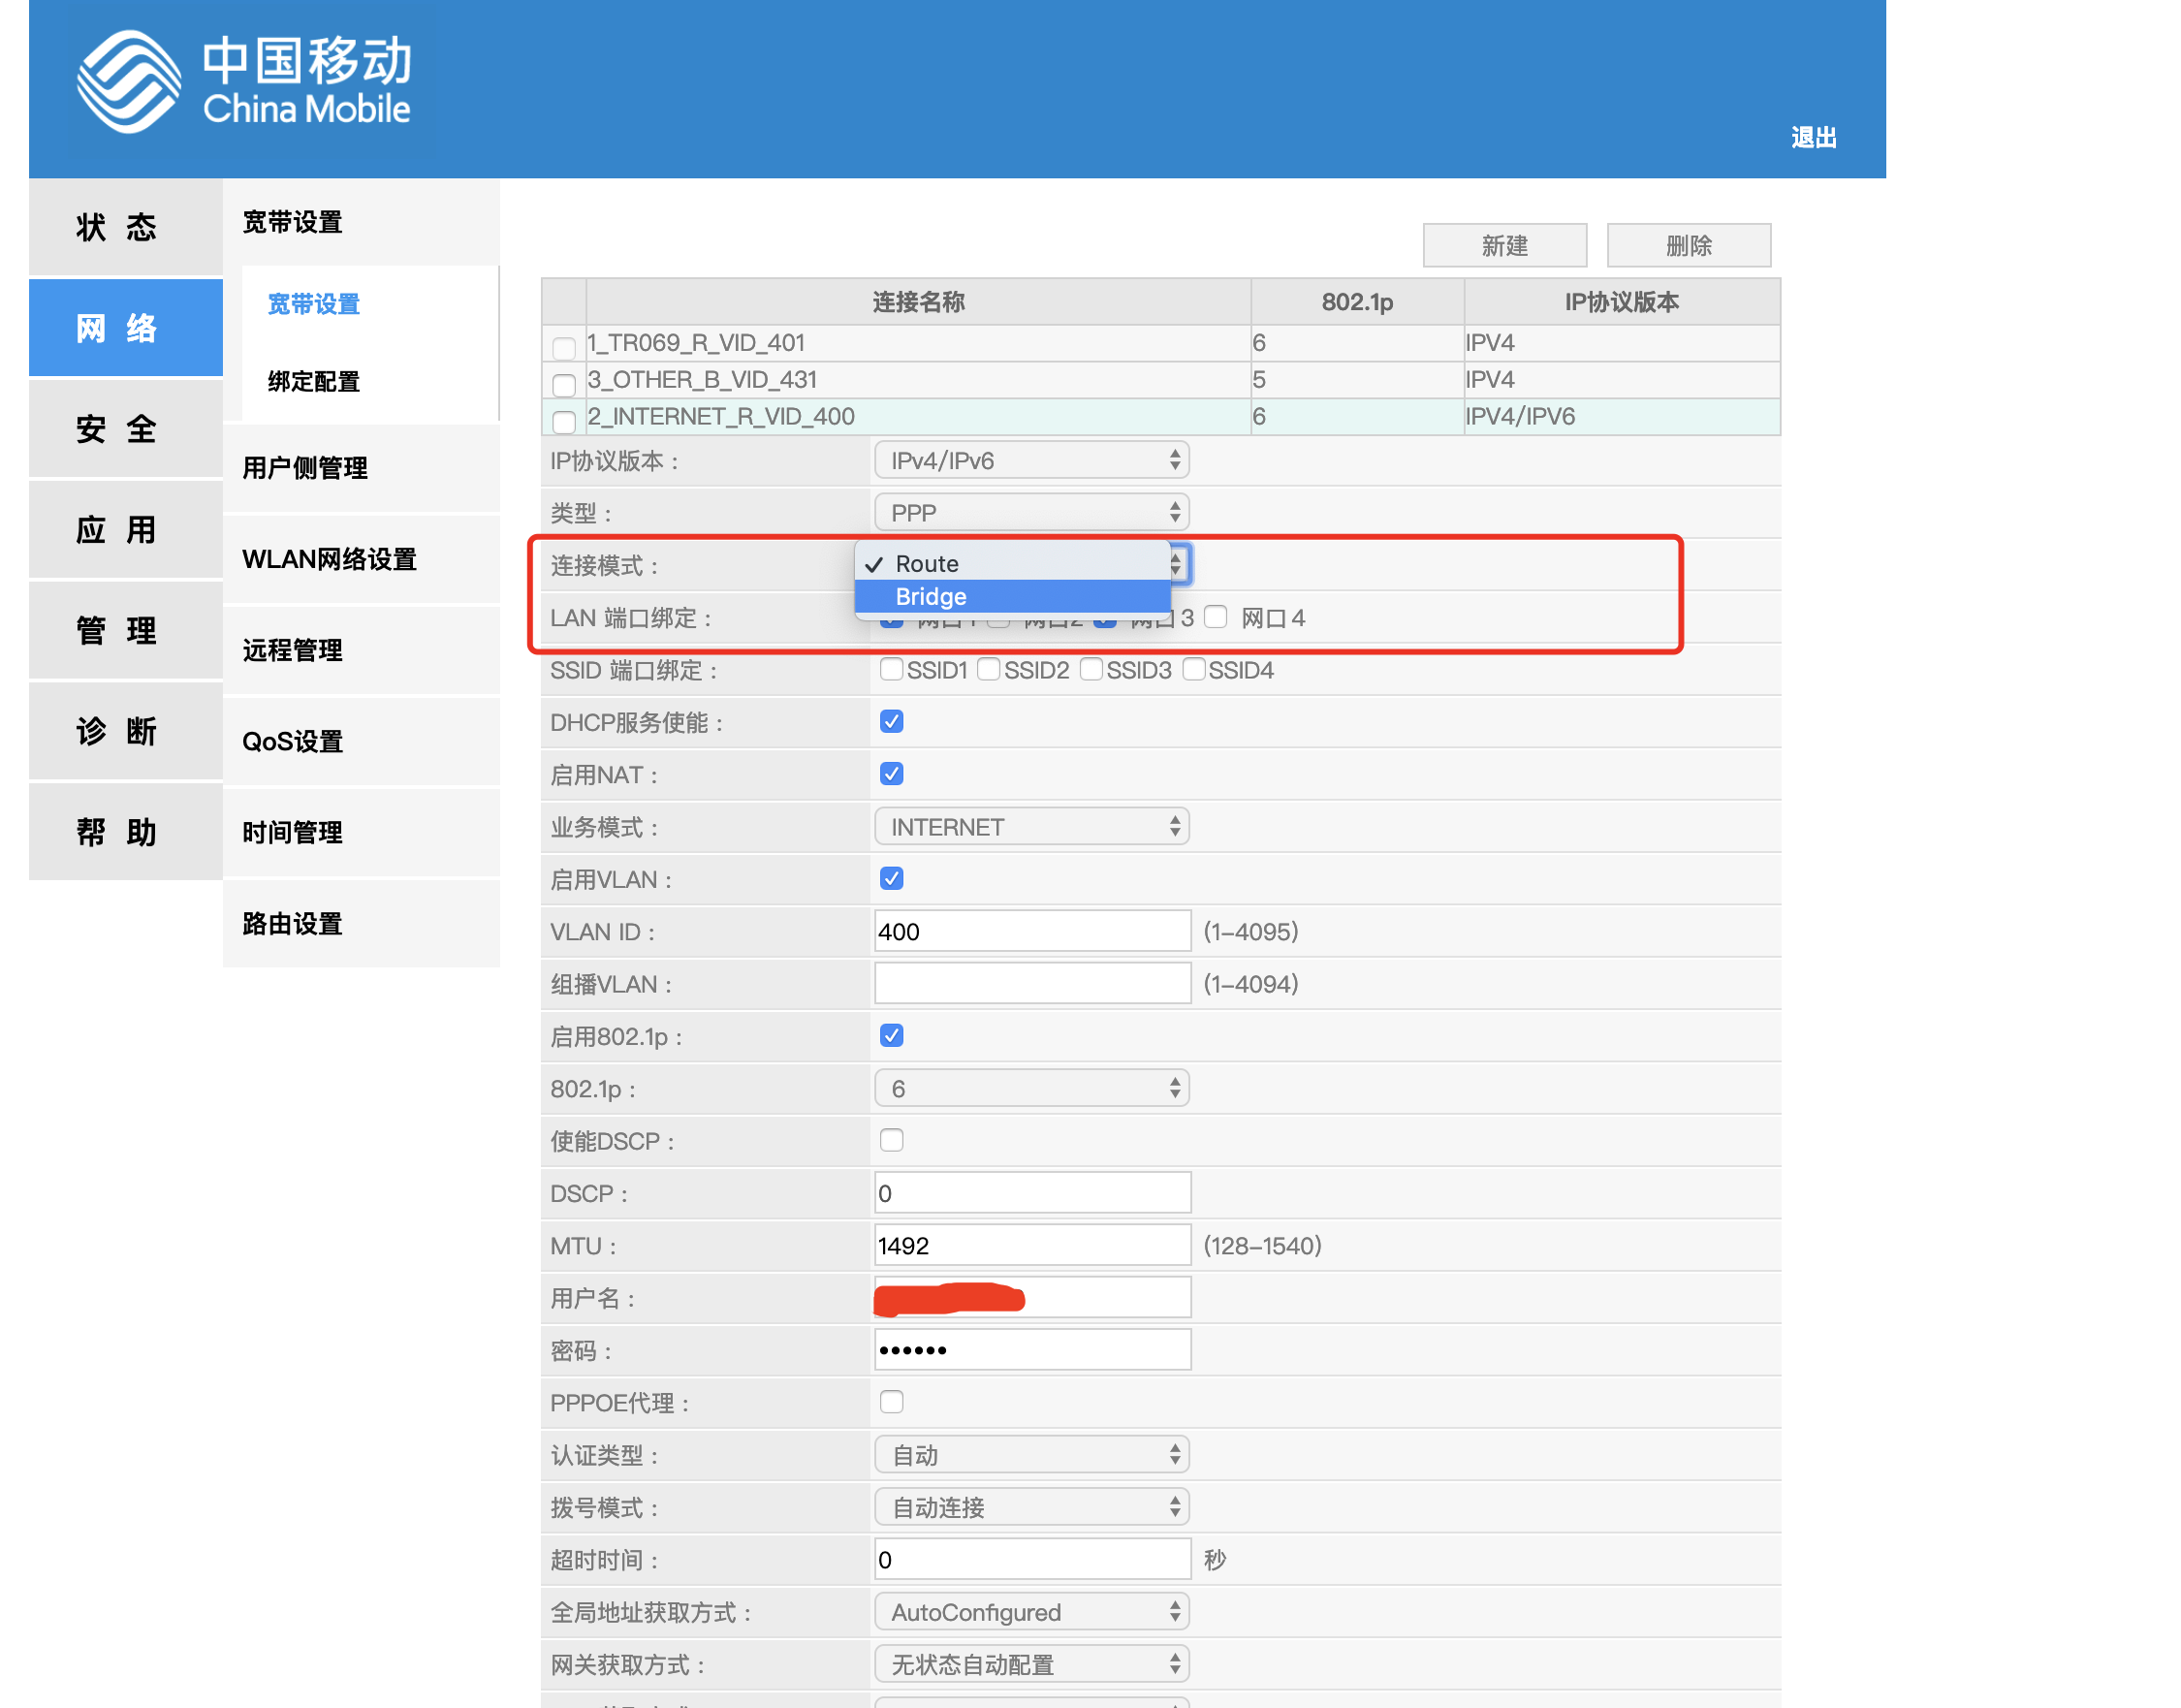 中国移动
China Mobile
退出
状 态
网 络
安 全
应 用
管 理
诊 断
帮 助
宽带设置
宽带设置
绑定配置
用户侧管理
WLAN网络设置
远程管理
QoS设置
时间管理
路由设置
新建 删除
连接名称 802.1p IP协议版本
1_TR069_R_VID_401 6 IPV4
3_OTHER_B_VID_431 5 IPV4
2_INTERNET_R_VID_400 6 IPV4/IPV6
IP协议版本： IPv4/IPv6
类型： PPP
连接模式： Route
Bridge
LAN 端口绑定： 网口1 网口2 网口3 网口4
SSID 端口绑定： SSID1 SSID2 SSID3 SSID4
DHCP服务使能：
启用NAT：
业务模式： INTERNET
启用VLAN：
VLAN ID： 400 (1-4095)
组播VLAN： (1-4094)
启用802.1p：
802.1p： 6
使能DSCP：
DSCP： 0
MTU： 1492 (128-1540)
用户名：
密码： ••••••
PPPOE代理：
认证类型： 自动
拨号模式： 自动连接
超时时间： 0 秒
全局地址获取方式： AutoConfigured
网关获取方式： 无状态自动配置